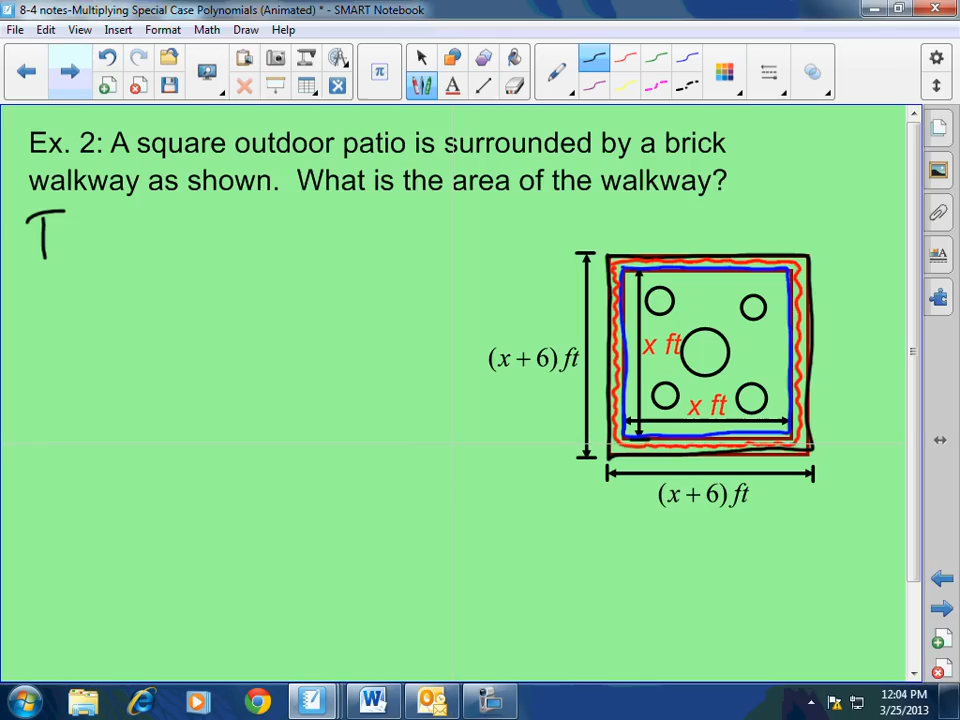 8-4 notes-Multiplying Special Case Polynomials (Animated) * - SMART Notebook
File Edit View Insert Format Math Draw Help
π
A
Ex. 2: A square outdoor patio is surrounded by a brick
walkway as shown. What is the area of the walkway?
T
x ft
(x + 6) ft
x ft
(x + 6) ft
12:04 PM
3/25/2013